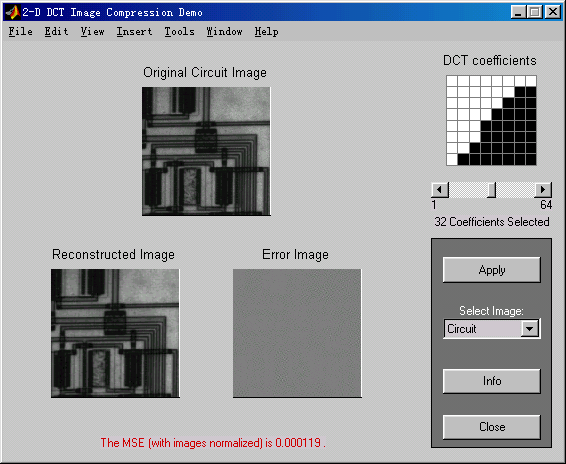 2-D DCT Image Compression Demo
File Edit View Insert Tools Window Help
Original Circuit Image
DCT coefficients
1 64
32 Coefficients Selected
Reconstructed Image
Error Image
Apply
Select Image:
Circuit
Info
Close
The MSE (with images normalized) is 0.000119 .